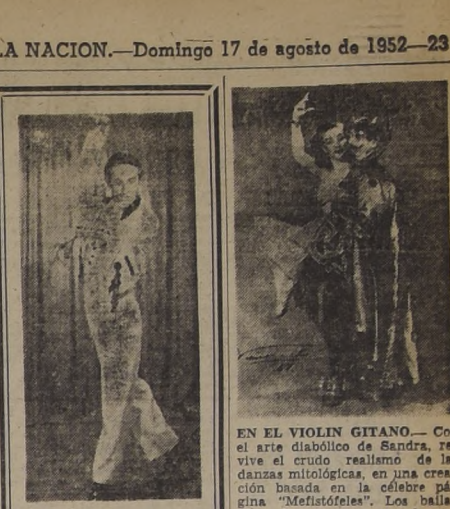 LA NACION.—Domingo 17 de agosto de 1952—23
EN EL VIOLIN GITANO.— Co
el arte diabólico de Sandra, re
vive el crudo realismo de la
danzas mitológicas, en una crea
ción basada en la célebre pá
gina "Mefistófeles". Los baila